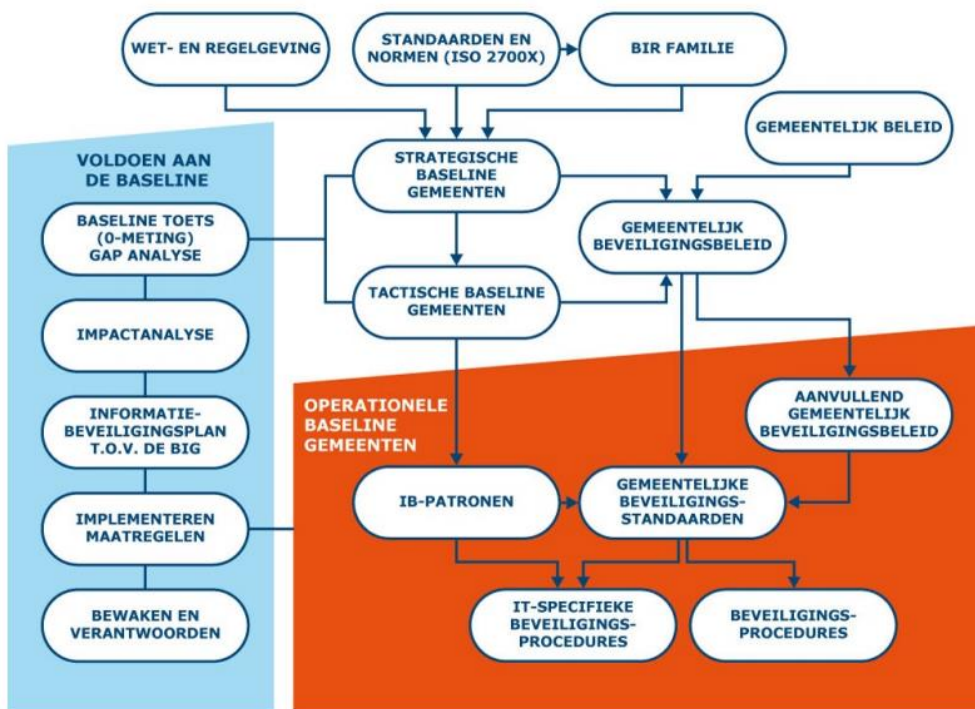 WET- EN REGELGEVING
STANDAARDEN EN
NORMEN (ISO 2700X)
BIR FAMILIE
GEMEENTELIJK BELEID
VOLDOEN AAN
DE BASELINE
STRATEGISCHE
BASELINE
GEMEENTEN
BASELINE TOETS
(0-METING)
GAP ANALYSE
GEMEENTELIJK
BEVEILIGINGSBELEID
TACTISCHE BASELINE
GEMEENTEN
IMPACTANALYSE
OPERATIONELE
BASELINE
GEMEENTEN
AANVULLEND
GEMEENTELIJK
BEVEILIGINGSBELEID
INFORMATIE-
BEVEILIGINGSPLAN
T.O.V. DE BIG
IB-PATRONEN
GEMEENTELIJKE
BEVEILIGINGS-
STANDAARDEN
IMPLEMENTEREN
MAATREGELEN
BEWAKEN EN
VERANTWOORDEN
IT-SPECIFIEKE
BEVEILIGINGS-
PROCEDURES
BEVEILIGINGS-
PROCEDURES